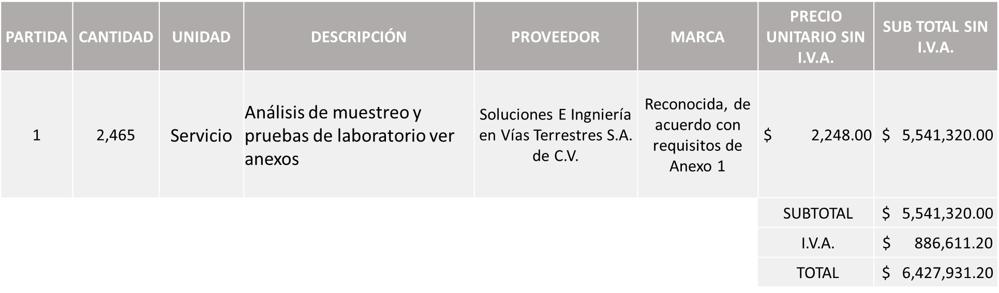 PARTIDA
CANTIDAD
UNIDAD
DESCRIPCIÓN
PROVEEDOR
MARCA
PRECIO
UNITARIO SIN
I.V.A.
SUB TOTAL SIN
I.V.A.
1
2,465
Servicio
Análisis de muestreo y
pruebas de laboratorio ver
anexos
Soluciones E Ingniería
en Vías Terrestres S.A.
de C.V.
Reconocida, de
acuerdo con
requisitos de
Anexo 1
$ 2,248.00
$ 5,541,320.00
SUBTOTAL $ 5,541,320.00
I.V.A. $ 886,611.20
TOTAL $ 6,427,931.20